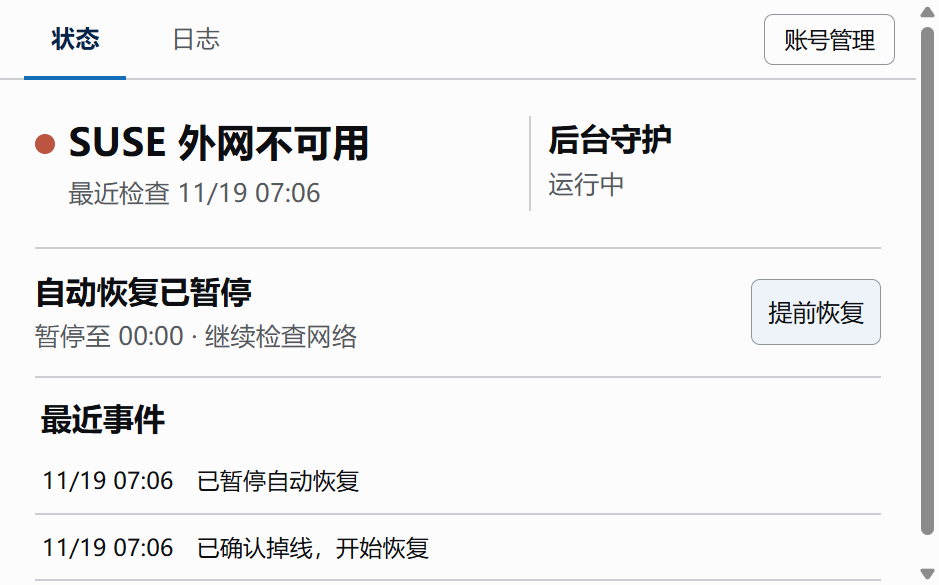 状态
日志
账号管理
SUSE 外网不可用
最近检查 11/19 07:06
后台守护
运行中
自动恢复已暂停
暂停至 00:00 · 继续检查网络
提前恢复
最近事件
11/19 07:06 已暂停自动恢复
11/19 07:06 已确认掉线，开始恢复